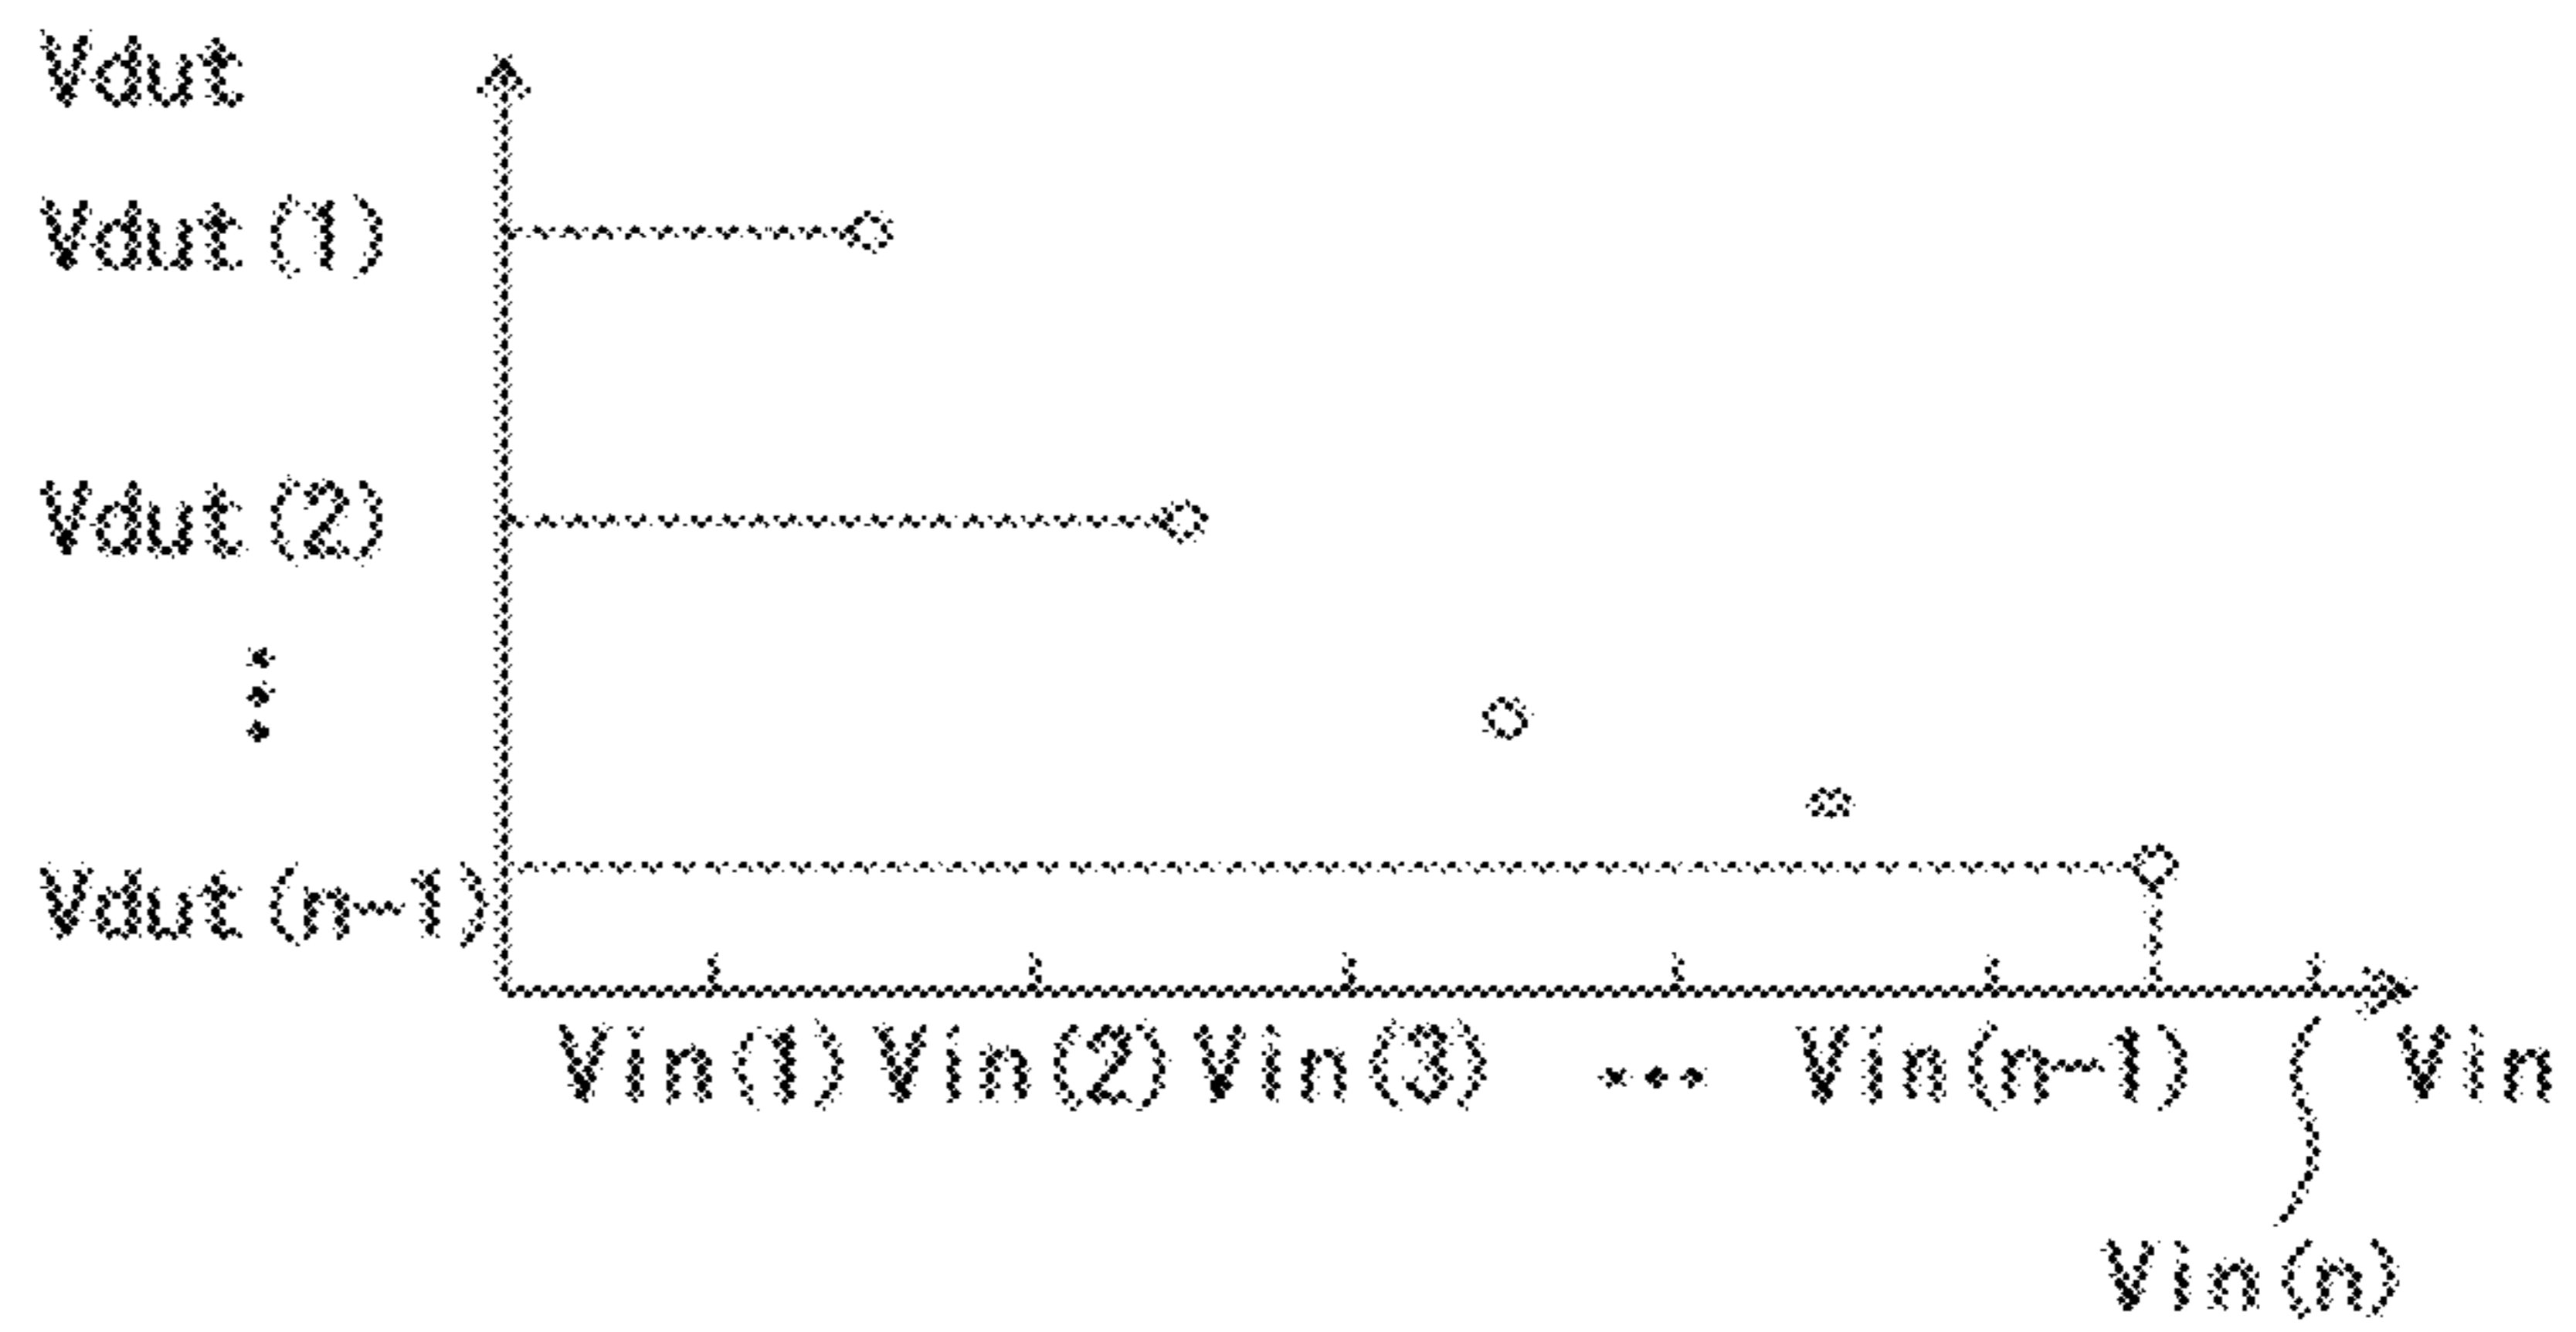 Vdut
Vdut(1)
Vdut(2)
⋮
Vdut(n-1)
Vin(1) Vin(2) Vin(3) ... Vin(n-1) Vin
Vin(n)